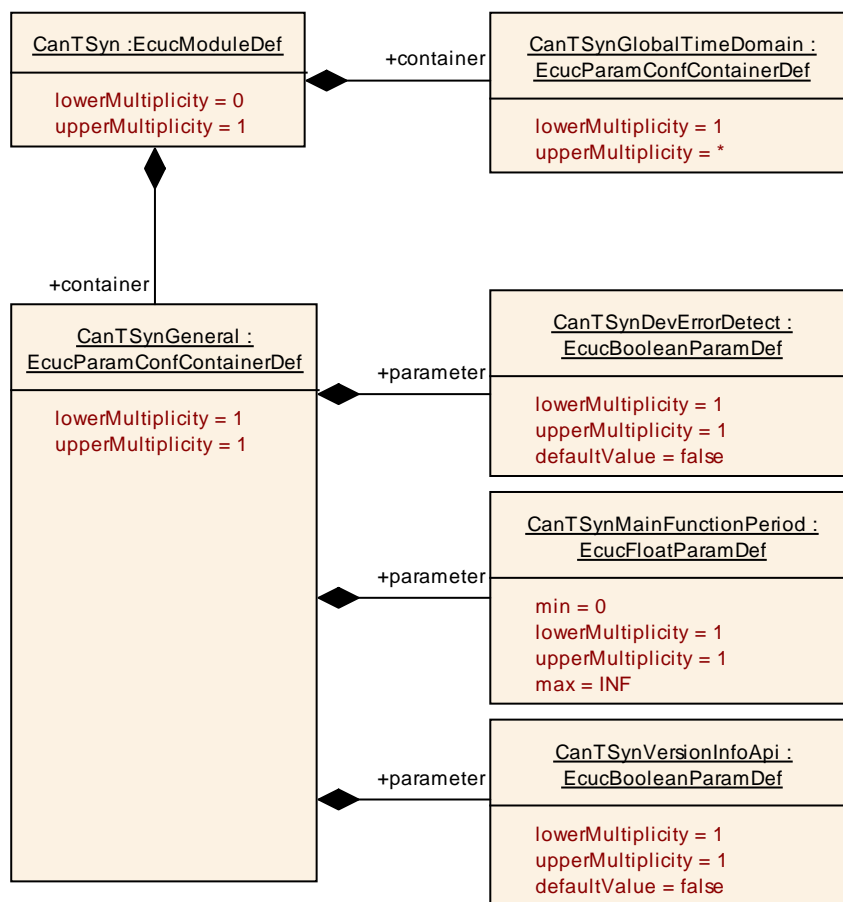 CanTSyn :EcucModuleDef
lowerMultiplicity = 0
upperMultiplicity = 1
+container
CanTSynGlobalTimeDomain :
EcucParamConfContainerDef
lowerMultiplicity = 1
upperMultiplicity = *
+container
CanTSynGeneral :
EcucParamConfContainerDef
lowerMultiplicity = 1
upperMultiplicity = 1
+parameter
CanTSynDevErrorDetect :
EcucBooleanParamDef
lowerMultiplicity = 1
upperMultiplicity = 1
defaultValue = false
+parameter
CanTSynMainFunctionPeriod :
EcucFloatParamDef
min = 0
lowerMultiplicity = 1
upperMultiplicity = 1
max = INF
+parameter
CanTSynVersionInfoApi :
EcucBooleanParamDef
lowerMultiplicity = 1
upperMultiplicity = 1
defaultValue = false